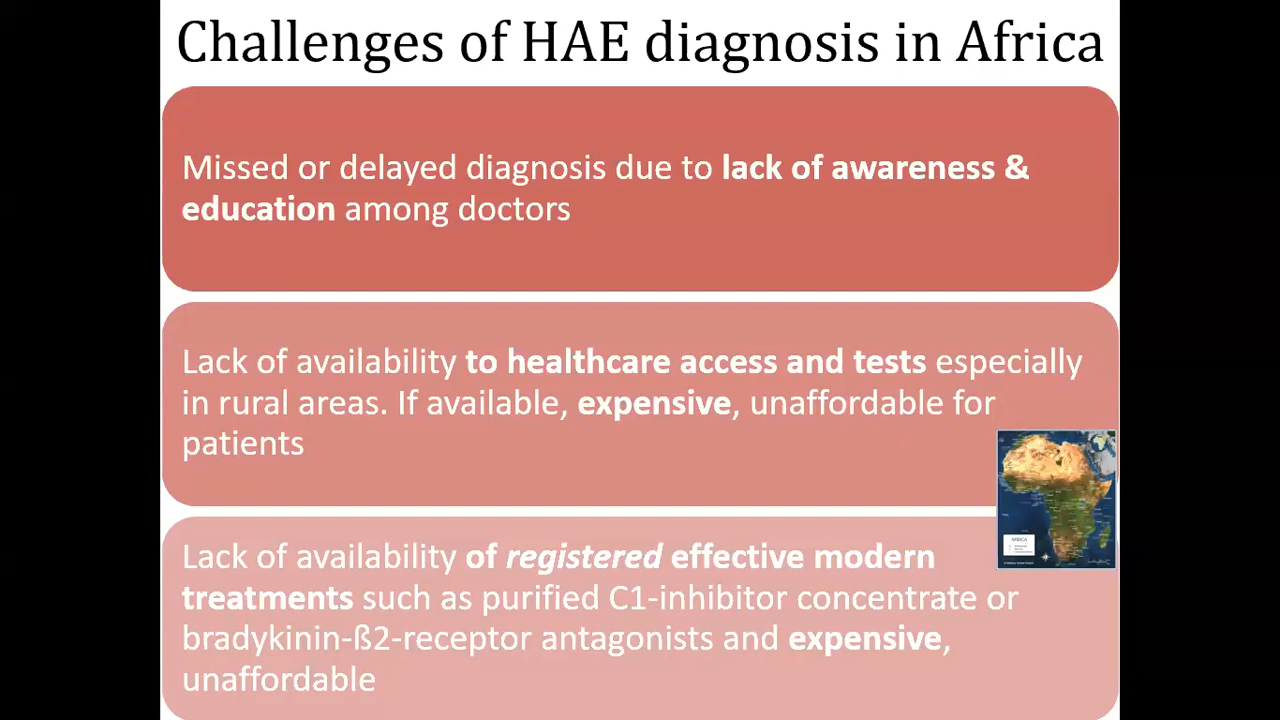 Challenges of HAE diagnosis in Africa
Missed or delayed diagnosis due to lack of awareness &
education among doctors
Lack of availability to healthcare access and tests especially
in rural areas. If available, expensive, unaffordable for
patients
Lack of availability of registered effective modern
treatments such as purified C1-inhibitor concentrate or
bradykinin-ß2-receptor antagonists and expensive,
unaffordable
AFRICA